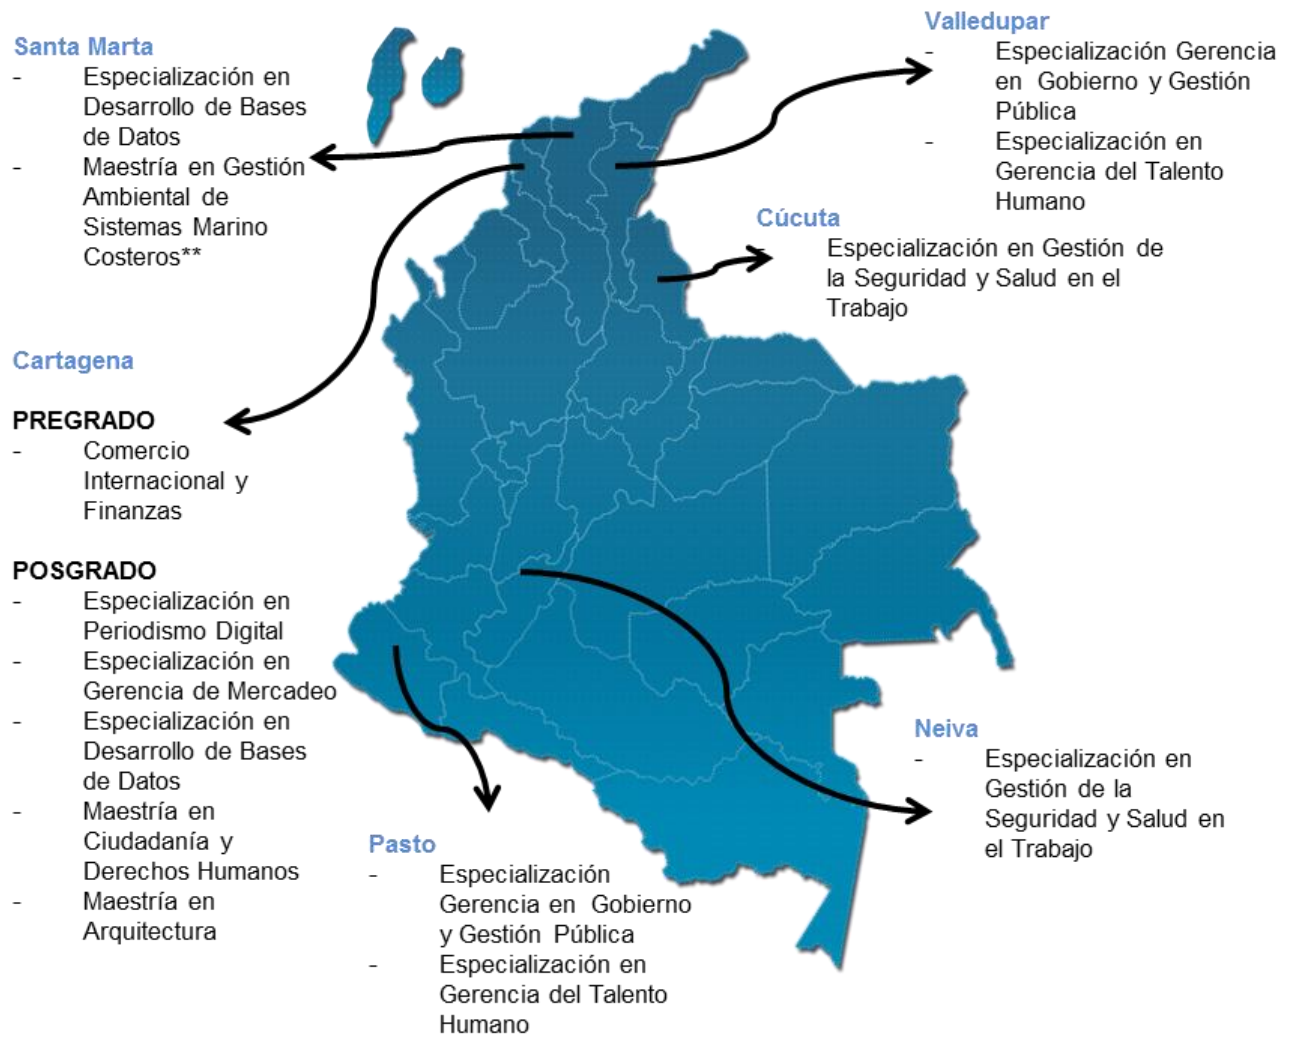 Santa Marta
- Especialización en
Desarrollo de Bases
de Datos
- Maestría en Gestión
Ambiental de
Sistemas Marino
Costeros**
Cartagena
PREGRADO
- Comercio
Internacional y
Finanzas
POSGRADO
- Especialización en
Periodismo Digital
- Especialización en
Gerencia de Mercadeo
- Especialización en
Desarrollo de Bases
de Datos
- Maestría en
Ciudadanía y
Derechos Humanos
- Maestría en
Arquitectura
Valledupar
- Especialización Gerencia
en Gobierno y Gestión
Pública
- Especialización en
Gerencia del Talento
Humano
Cúcuta
- Especialización en Gestión de
la Seguridad y Salud en el
Trabajo
Neiva
- Especialización en
Gestión de la
Seguridad y Salud en
el Trabajo
Pasto
- Especialización
Gerencia en Gobierno
y Gestión Pública
- Especialización en
Gerencia del Talento
Humano